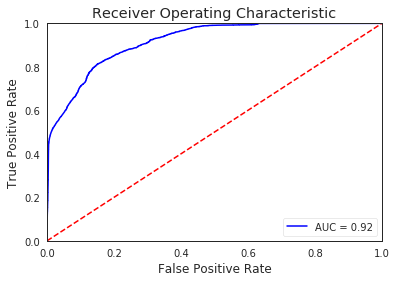 Receiver Operating Characteristic
True Positive Rate
1.0
0.8
0.6
0.4
0.2
0.0
AUC = 0.92
0.0 0.2 0.4 0.6 0.8 1.0
False Positive Rate